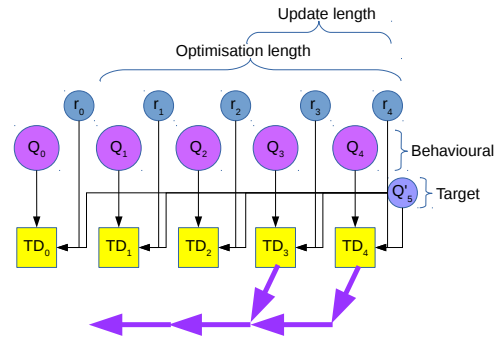 Update length
Optimisation length
r0 r1 r2 r3 r4
Q0 Q1 Q2 Q3 Q4 Behavioural
Q'5 Target
TD0 TD1 TD2 TD3 TD4